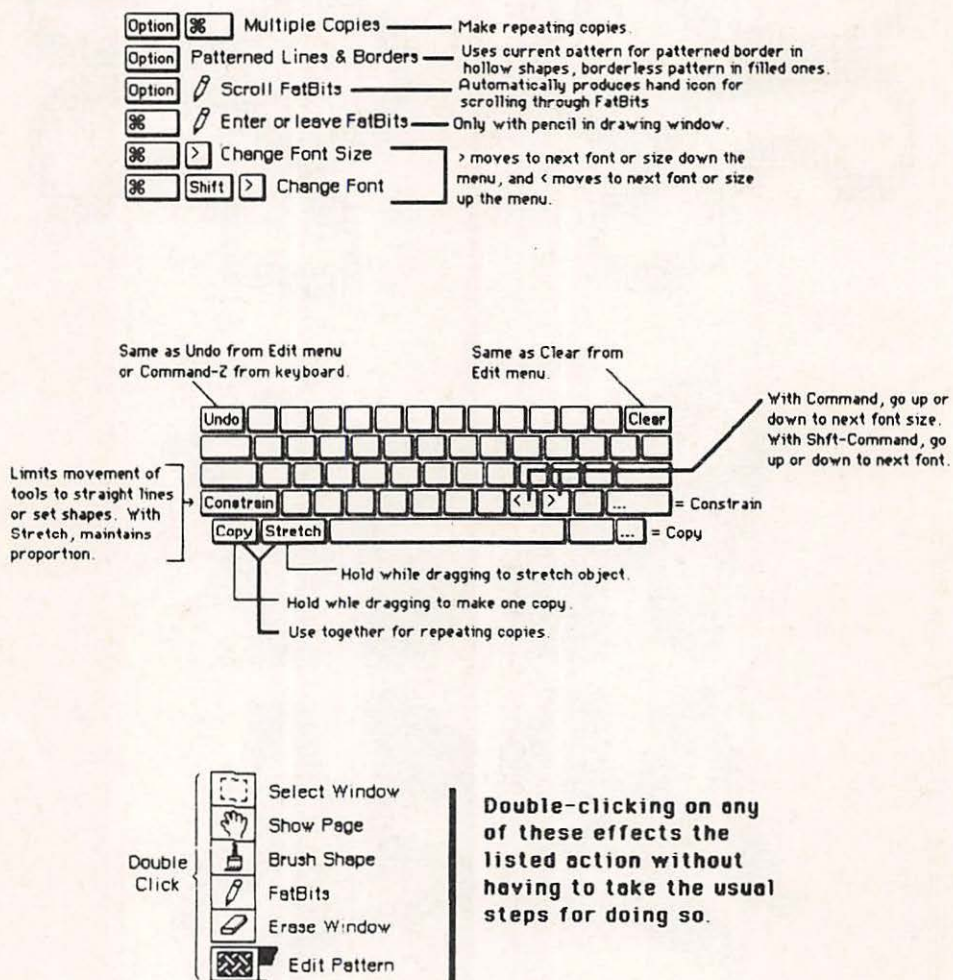 Option ⌘ Multiple Copies Make repeating copies.
Option Patterned Lines & Borders Uses current pattern for patterned border in
hollow shapes, borderless pattern in filled ones.
Option Scroll FatBits Automatically produces hand icon for
scrolling through FatBits
⌘ Enter or leave FatBits Only with pencil in drawing window.
⌘ > Change Font Size
⌘ Shift > Change Font
> moves to next font or size down the
menu, and < moves to next font or size
up the menu.
Same as Undo from Edit menu
or Command-Z from keyboard.
Same as Clear from
Edit menu.
With Command, go up or
down to next font size.
With Shft-Command, go
up or down to next font.
Undo Clear
Limits movement of
tools to straight lines
or set shapes. With
Stretch, maintains
proportion.
Constrain < > ... = Constrain
Copy Stretch ... = Copy
Hold while dragging to stretch object.
Hold whle dragging to make one copy.
Use together for repeating copies.
Double
Click
Select Window
Show Page
Brush Shape
FatBits
Erase Window
Edit Pattern
Double-clicking on any
of these effects the
listed action without
having to take the usual
steps for doing so.